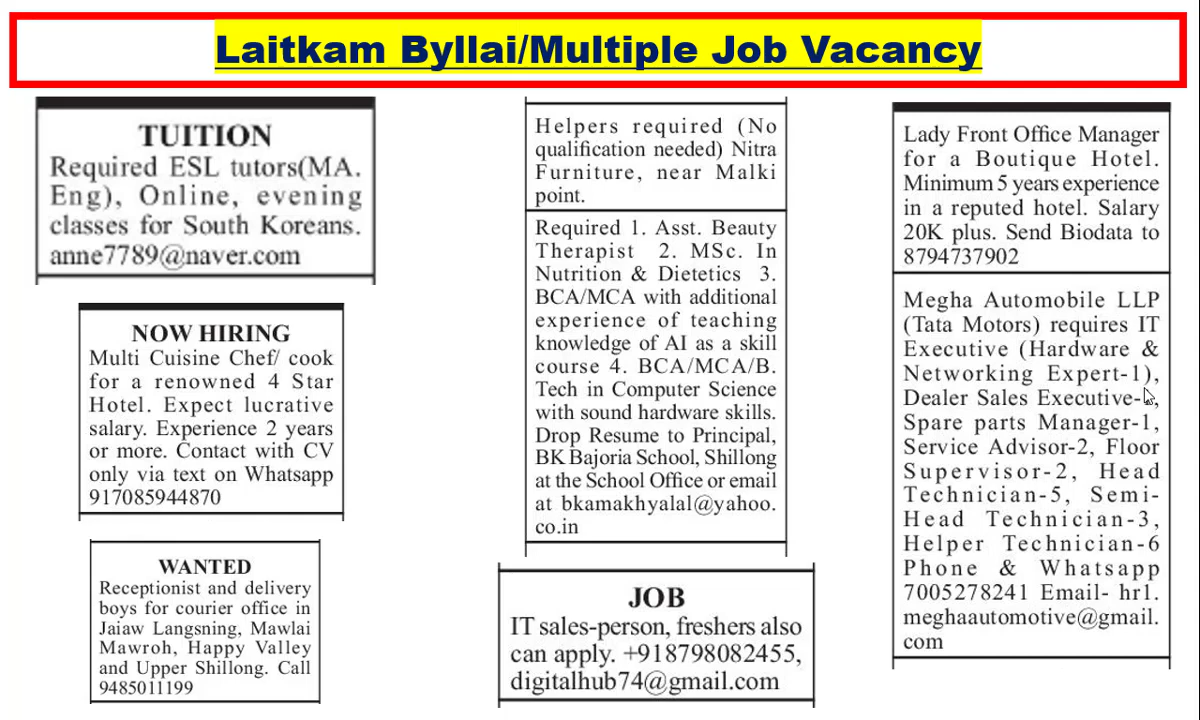 Laitkam Byllai/Multiple Job Vacancy
TUITION
Required ESL tutors(MA.
Eng), Online, evening
classes for South Koreans.
anne7789@naver.com
NOW HIRING
Multi Cuisine Chef/ cook
for a renowned 4 Star
Hotel. Expect lucrative
salary. Experience 2 years
or more. Contact with CV
only via text on Whatsapp
917085944870
WANTED
Receptionist and delivery
boys for courier office in
Jaiaw Langsning, Mawlai
Mawroh, Happy Valley
and Upper Shillong. Call
9485011199
Helpers required (No
qualification needed) Nitra
Furniture, near Malki
point.
Required 1. Asst. Beauty
Therapist 2. MSc. In
Nutrition & Dietetics 3.
BCA/MCA with additional
experience of teaching
knowledge of AI as a skill
course 4. BCA/MCA/B.
Tech in Computer Science
with sound hardware skills.
Drop Resume to Principal,
BK Bajoria School, Shillong
at the School Office or email
at bkamakhyalal@yahoo.
co.in
JOB
IT sales-person, freshers also
can apply. +918798082455,
digitalhub74@gmail.com
Lady Front Office Manager
for a Boutique Hotel.
Minimum 5 years experience
in a reputed hotel. Salary
20K plus. Send Biodata to
8794737902
Megha Automobile LLP
(Tata Motors) requires IT
Executive (Hardware &
Networking Expert-1),
Dealer Sales Executive-
Spare parts Manager-1,
Service Advisor-2, Floor
Supervisor-2, Head
Technician-5, Semi-
Head Technician-3,
Helper Technician-6
Phone & Whatsapp
7005278241 Email- hr1.
meghaautomotive@gmail.
com